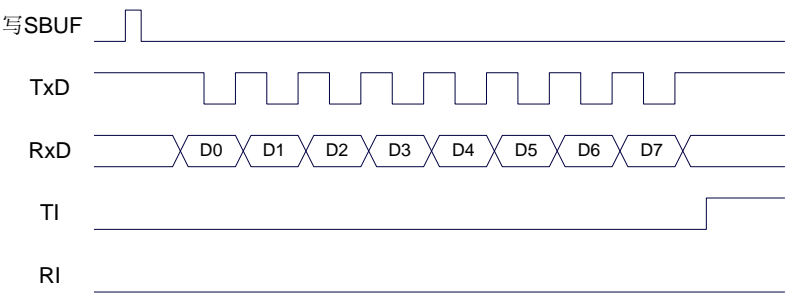 写SBUF
TxD
RxD D0 D1 D2 D3 D4 D5 D6 D7
TI
RI